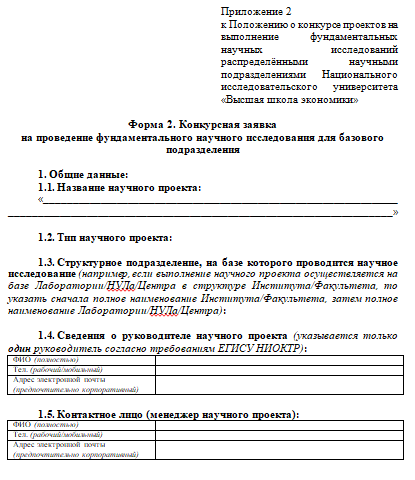 Приложение 2
к Положению о конкурсе проектов на
выполнение фундаментальных
научных исследований
распределёнными научными
подразделениями Национального
исследовательского университета
«Высшая школа экономики»
Форма 2. Конкурсная заявка
на проведение фундаментального научного исследования для базового
подразделения
1. Общие данные:
1.1. Название научного проекта:
«___
___»
1.2. Тип научного проекта:
1.3. Структурное подразделение, на базе которого проводится научное
исследование (например, если выполнение научного проекта осуществляется на
базе Лаборатории/НУЛа/Центра в структуре Института/Факультета, то
указать сначала полное наименование Института/Факультета, затем полное
наименование Лаборатории/НУЛа/Центра):
1.4. Сведения о руководителе научного проекта (указывается только
один руководитель согласно требованиям ЕГИСУ НИОКТР):
ФИО (полностью)
Тел. (рабочий/мобильный)
Адрес электронной почты
(предпочтительно корпоративный)
1.5. Контактное лицо (менеджер научного проекта):
ФИО (полностью)
Тел. (рабочий/мобильный)
Адрес электронной почты
(предпочтительно корпоративный)